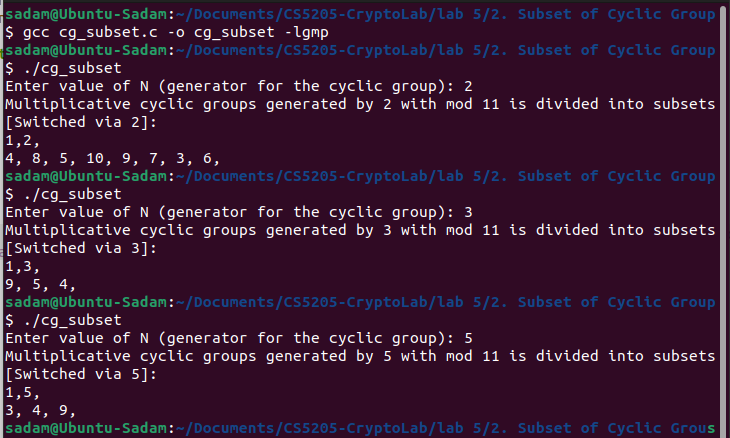 sadam@Ubuntu-Sadam:~/Documents/CS5205-CryptoLab/lab 5/2. Subset of Cyclic Group
$ gcc cg_subset.c -o cg_subset -lgmp
sadam@Ubuntu-Sadam:~/Documents/CS5205-CryptoLab/lab 5/2. Subset of Cyclic Group
$ ./cg_subset
Enter value of N (generator for the cyclic group): 2
Multiplicative cyclic groups generated by 2 with mod 11 is divided into subsets
[Switched via 2]:
1,2,
4, 8, 5, 10, 9, 7, 3, 6,
sadam@Ubuntu-Sadam:~/Documents/CS5205-CryptoLab/lab 5/2. Subset of Cyclic Group
$ ./cg_subset
Enter value of N (generator for the cyclic group): 3
Multiplicative cyclic groups generated by 3 with mod 11 is divided into subsets
[Switched via 3]:
1,3,
9, 5, 4,
sadam@Ubuntu-Sadam:~/Documents/CS5205-CryptoLab/lab 5/2. Subset of Cyclic Group
$ ./cg_subset
Enter value of N (generator for the cyclic group): 5
Multiplicative cyclic groups generated by 5 with mod 11 is divided into subsets
[Switched via 5]:
1,5,
3, 4, 9,
sadam@Ubuntu-Sadam:~/Documents/CS5205-CryptoLab/lab 5/2. Subset of Cyclic Grous